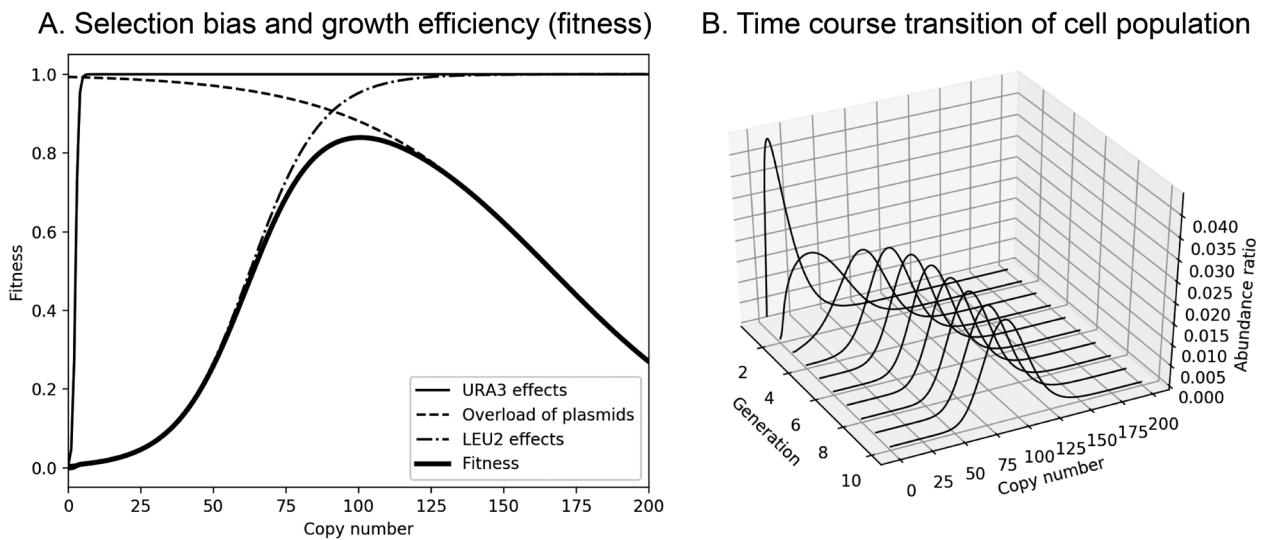 A. Selection bias and growth efficiency (fitness)
B. Time course transition of cell population
1.0
0.8
0.6
0.4
0.2
0.0
Fitness
URA3 effects
Overload of plasmids
LEU2 effects
Fitness
0 25 50 75 100 125 150 175 200
Copy number
0.040
0.035
0.030
0.025
0.020
0.015
0.010
0.005
0.000
Abundance ratio
2
4
6
8
10
Generation
0 25 50 75 100 125 150 175 200
Copy number